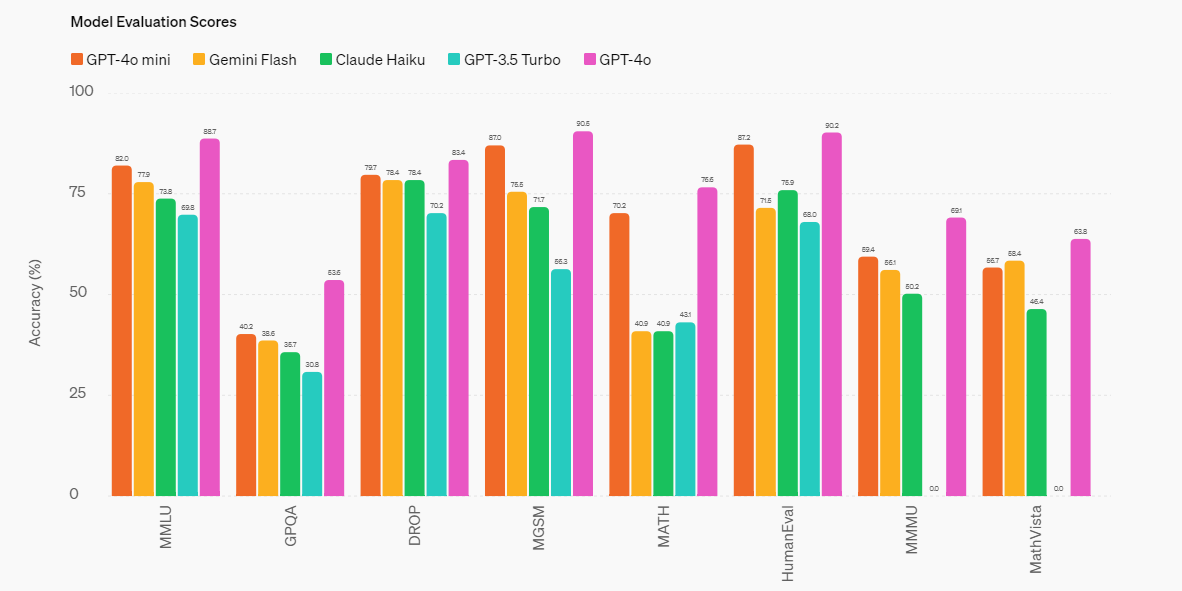 Model Evaluation Scores
GPT-4o mini Gemini Flash Claude Haiku GPT-3.5 Turbo GPT-4o
Accuracy (%)
100
75
50
25
0
82.0 77.9 73.8 69.8 88.7
40.2 38.6 35.7 30.8 53.6
79.7 78.4 78.4 70.2 83.4
87.0 75.5 71.7 56.3 90.5
70.2 40.9 40.9 43.1 76.6
87.2 71.5 75.9 68.0 90.2
59.4 56.1 50.2 0.0 69.1
56.7 58.4 46.4 0.0 63.8
MMLU GPQA DROP MGSM MATH HumanEval MMMU MathVista